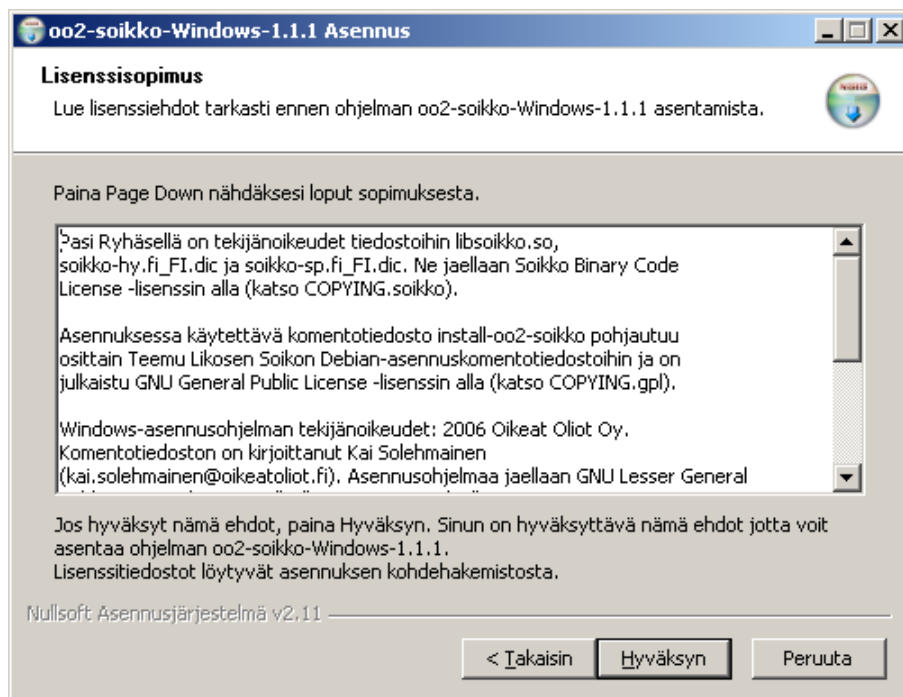 oo2-soikko-Windows-1.1.1 Asennus
Lisenssisopimus
Lue lisenssiehdot tarkasti ennen ohjelman oo2-soikko-Windows-1.1.1 asentamista.
Paina Page Down nähdäksesi loput sopimuksesta.
Pasi Ryhäsellä on tekijänoikeudet tiedostoihin libsoikko.so,
soikko-hy.fi_FI.dic ja soikko-sp.fi_FI.dic. Ne jaellaan Soikko Binary Code
License -lisenssin alla (katso COPYING.soikko).
Asennuksessa käytettävä komentotiedosto install-oo2-soikko pohjautuu
osittain Teemu Likosen Soikon Debian-asennuskomentotiedostoihin ja on
julkaistu GNU General Public License -lisenssin alla (katso COPYING.gpl).
Windows-asennusohjelman tekijänoikeudet: 2006 Oikeat Oliot Oy.
Komentotiedoston on kirjoittanut Kai Solehmainen
(kai.solehmainen@oikeatoliot.fi). Asennusohjelmaa jaellaan GNU Lesser General
Jos hyväksyt nämä ehdot, paina Hyväksyn. Sinun on hyväksyttävä nämä ehdot jotta voit
asentaa ohjelman oo2-soikko-Windows-1.1.1.
Lisenssitiedostot löytyvät asennuksen kohdehakemistosta.
Nullsoft Asennusjärjestelmä v2.11
< Takaisin
Hyväksyn
Peruuta